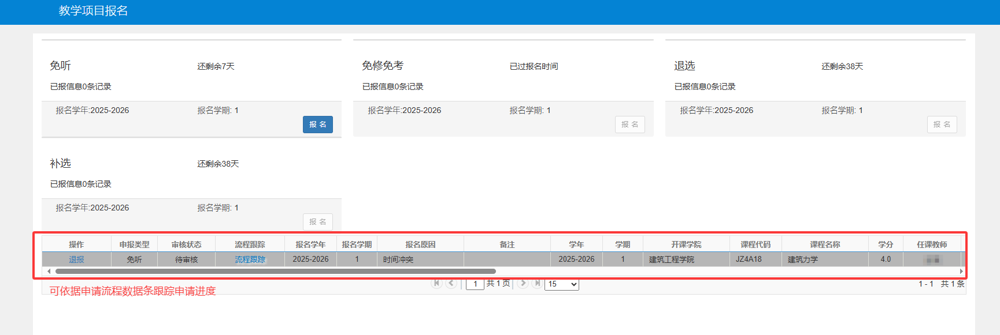 教学项目报名
免听 还剩余7天
已报信息0条记录
报名学年:2025-2026 报名学期: 1
报 名
免修免考 已过报名时间
已报信息0条记录
报名学年:2025-2026 报名学期: 1
报 名
退选 还剩余38天
已报信息0条记录
报名学年:2025-2026 报名学期: 1
报 名
补选 还剩余38天
已报信息0条记录
报名学年:2025-2026 报名学期: 1
报 名
操作 申报类型 审核状态 流程跟踪 报名学年 报名学期 报名原因 备注 学年 学期 开课学院 课程代码 课程名称 学分 任课教师
退报 免听 待审核 流程跟踪 2025-2026 1 时间冲突 2025-2026 1 建筑工程学院 JZ4A18 建筑力学 4.0
1 共 1 页 15 1 - 1 共 1 条
可依据申请流程数据条跟踪申请进度